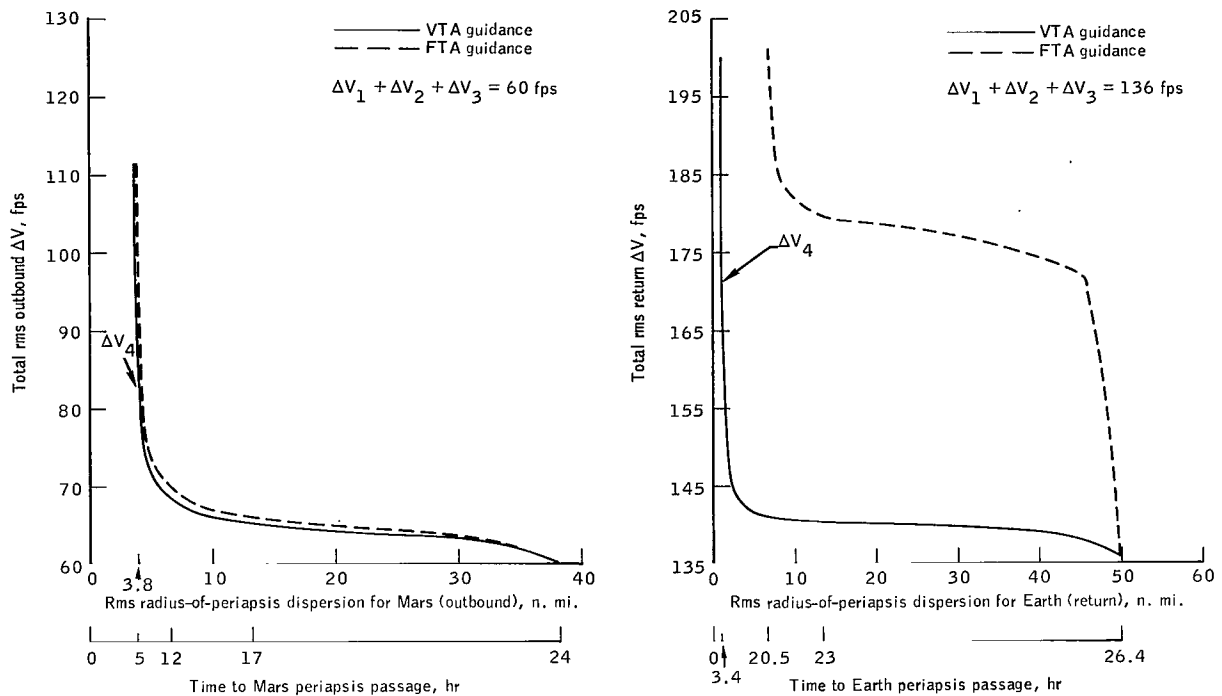 130
120
110
100
90
80
70
60
Total rms outbound ΔV, fps
VTA guidance
FTA guidance
ΔV1 + ΔV2 + ΔV3 = 60 fps
ΔV4
0
10
20
30
40
3.8
Rms radius-of-periapsis dispersion for Mars (outbound), n. mi.
0
5
12
17
24
Time to Mars periapsis passage, hr
205
195
185
175
165
155
145
135
Total rms return ΔV, fps
VTA guidance
FTA guidance
ΔV1 + ΔV2 + ΔV3 = 136 fps
ΔV4
0
10
20
30
40
50
60
Rms radius-of-periapsis dispersion for Earth (return), n. mi.
0
20.5
23
26.4
3.4
Time to Earth periapsis passage, hr